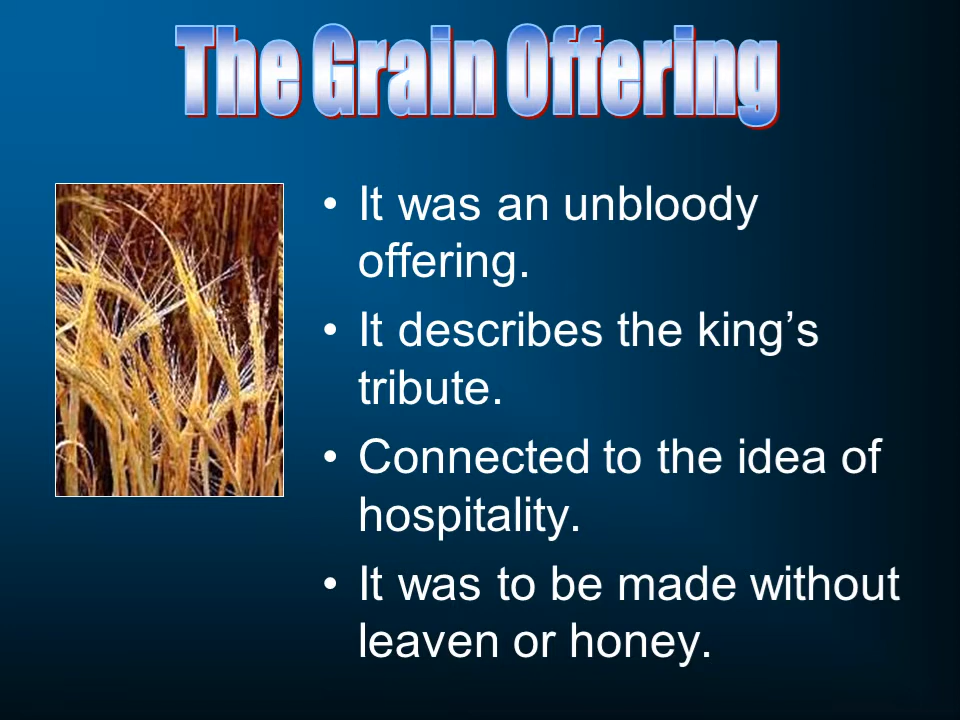 The Grain Offering
• It was an unbloody
offering.
• It describes the king’s
tribute.
• Connected to the idea of
hospitality.
• It was to be made without
leaven or honey.